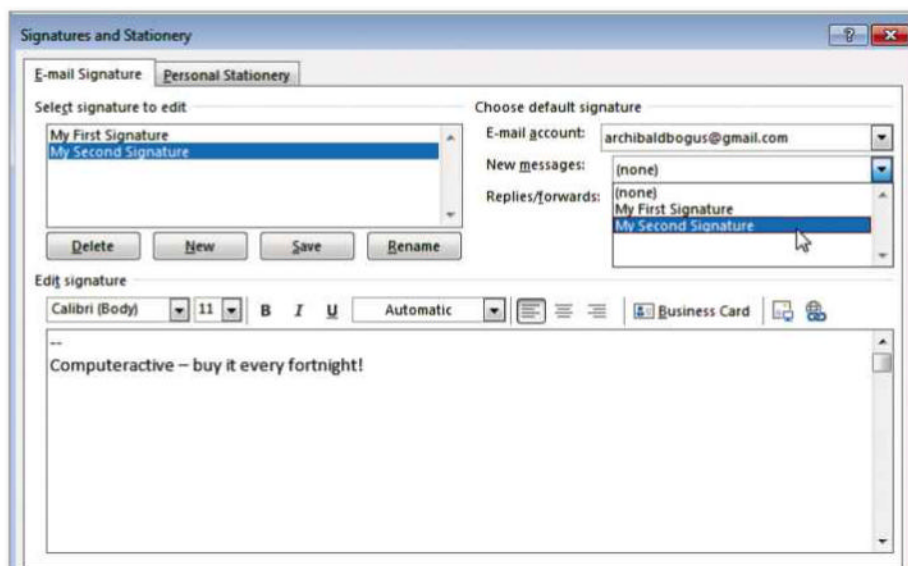 Signatures and Stationery
E-mail Signature
Personal Stationery
Select signature to edit
My First Signature
My Second Signature
Delete
New
Save
Rename
Choose default signature
E-mail account: archibaldbogus@gmail.com
New messages: (none)
Replies/forwards:
(none)
My First Signature
My Second Signature
Edit signature
Calibri (Body) 11 B I U Automatic Business Card
--
Computeractive – buy it every fortnight!